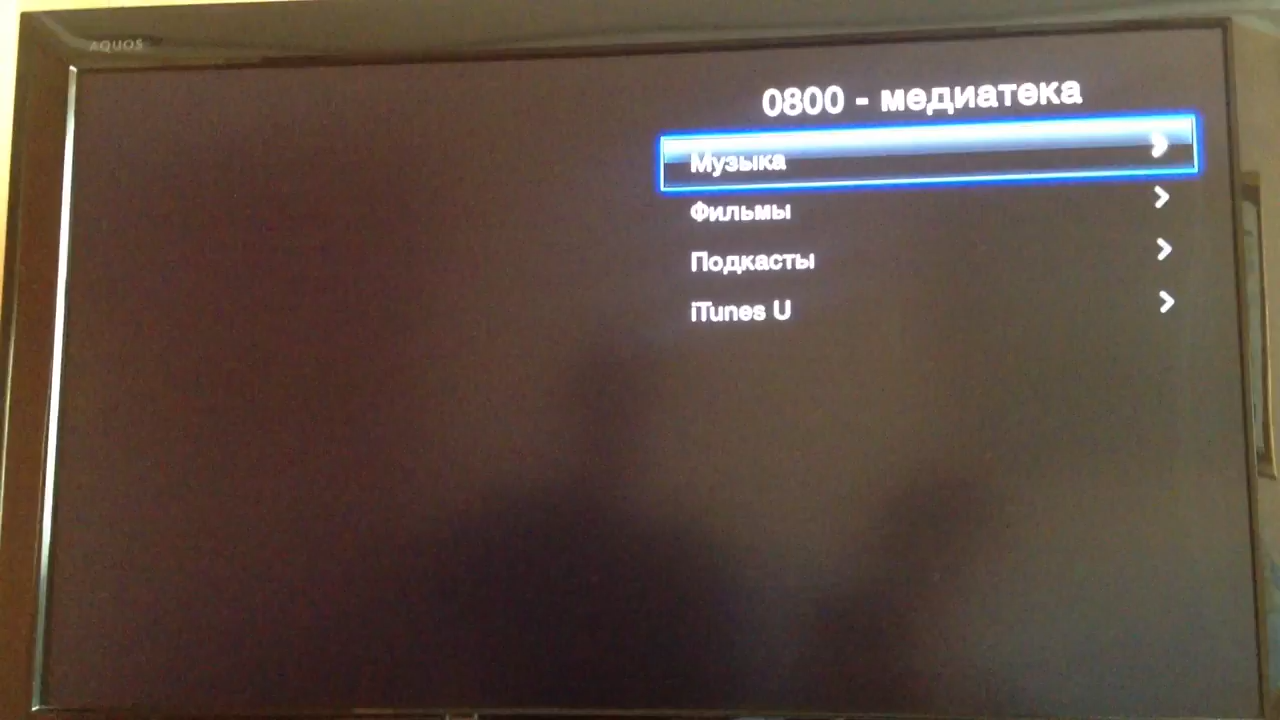 AQUOS
0800 - медиатека
Музыка
Фильмы
Подкасты
iTunes U